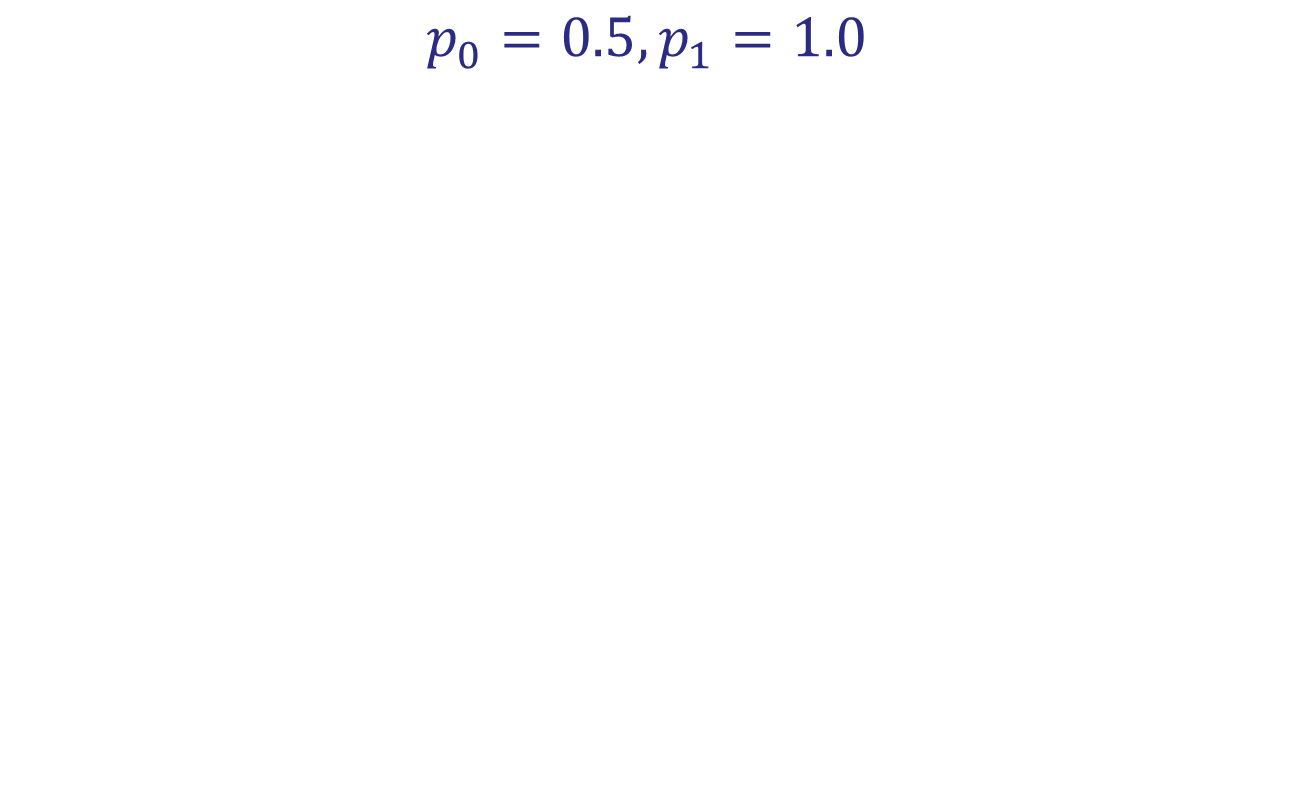 p₀ = 0.5, p₁ = 1.0